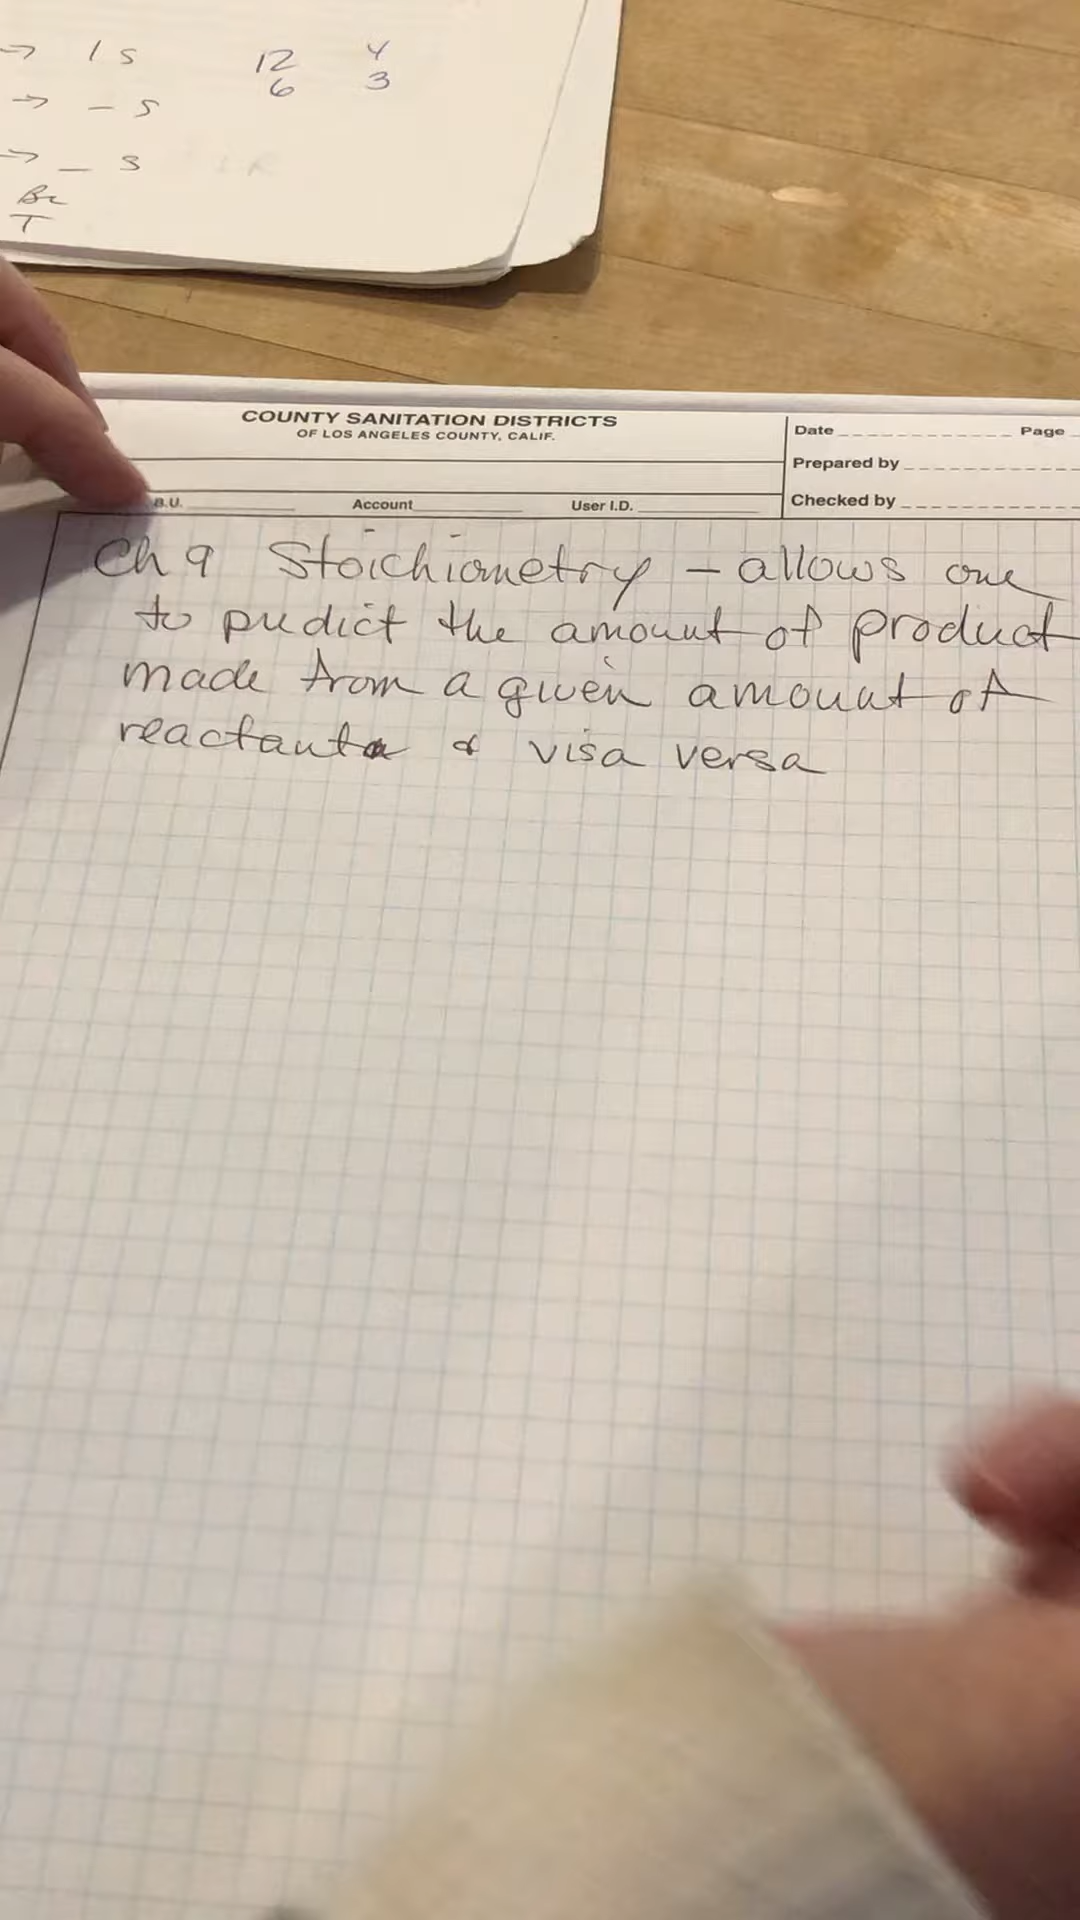 → 1 S 12 4
6 3
→ _ S
→ _ S
T
COUNTY SANITATION DISTRICTS
OF LOS ANGELES COUNTY, CALIF.
Date Page
Prepared by
B.U. Account User I.D. Checked by
Ch 9 Stoichiometry - allows one
to predict the amount of product
made from a given amount of
reactant & visa versa